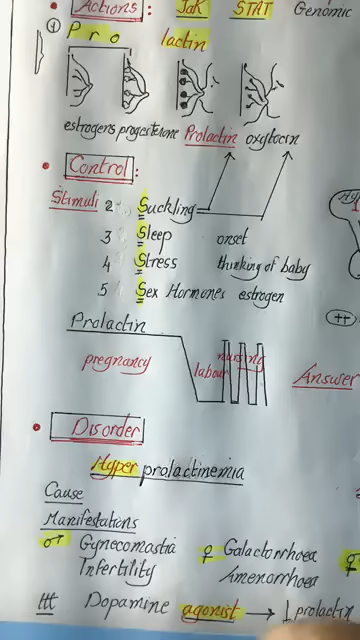 Actions: JaK STAT Genomic
① Pro lactin
estrogens progesterone Prolactin oxytocin
Control:
Stimuli 2 Suckling
3 Sleep onset
4 Stress thinking of baby
5 Sex Hormones estrogen
Prolactin
pregnancy labour nursing
Answer
Disorder
Hyper prolactinemia
Cause
Manifestations
♂ Gynecomastia ♀ Galactorrhoea ♀
Infertility Amenorrhoea
ttt Dopamine agonist → ↓ prolactin